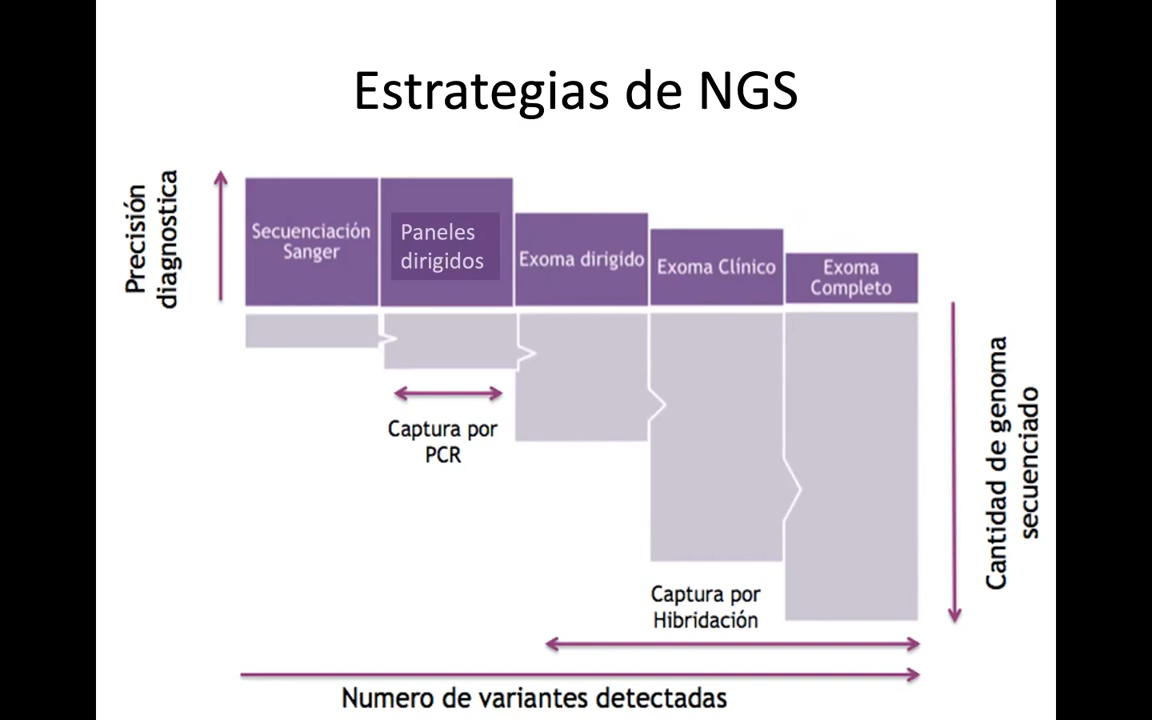 Estrategias de NGS
Precisión
diagnostica
Secuenciación
Sanger
Paneles
dirigidos
Exoma dirigido
Exoma Clínico
Exoma
Completo
Captura por
PCR
Captura por
Hibridación
Cantidad de genoma
secuenciado
Numero de variantes detectadas